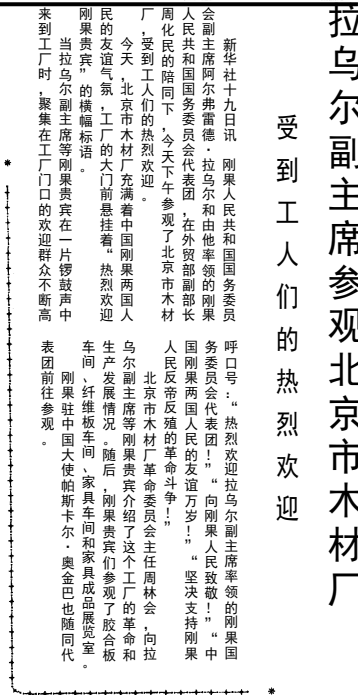 拉乌尔副主席参观北京市木材厂
受到工人们的热烈欢迎
新华社十九日讯 刚果人民共和国国务委员
会副主席阿尔弗雷德·拉乌尔和由他率领的刚果
人民共和国国务委员会代表团，在外贸部副部长
周化民的陪同下，今天下午参观了北京市木材
厂，受到工人们的热烈欢迎。
今天，北京市木材厂充满着中国刚果两国人
民的友谊气氛，工厂的大门前悬挂着“热烈欢迎
刚果贵宾”的横幅标语。
当拉乌尔副主席等刚果贵宾在一片锣鼓声中
来到工厂时，聚集在工厂门口的欢迎群众不断高
呼口号：“热烈欢迎拉乌尔副主席率领的刚果国
务委员会代表团！”“向刚果人民致敬！”“中
国刚果两国人民的友谊万岁！”“坚决支持刚果
人民反帝反殖的革命斗争！”
北京市木材厂革命委员会主任周林会，向拉
乌尔副主席等刚果贵宾介绍了这个工厂的革命和
生产发展情况。随后，刚果贵宾们参观了胶合板
车间、纤维板车间、家具车间和家具成品展览室。
刚果驻中国大使帕斯卡尔·奥金巴也随同代
表团前往参观。